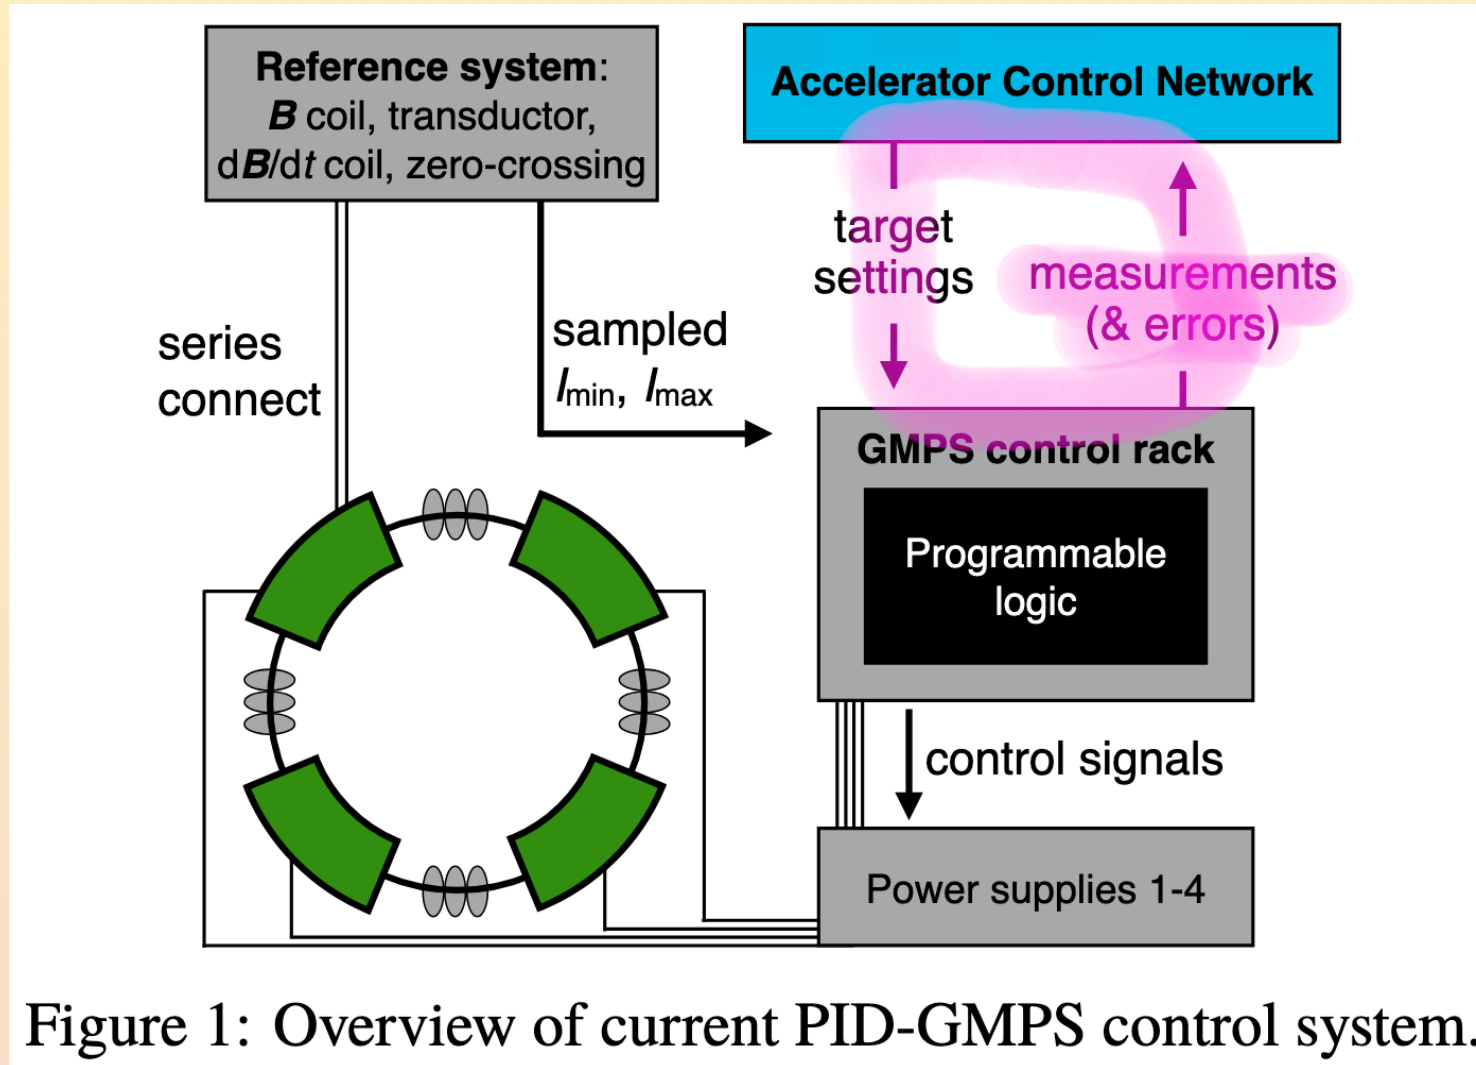 Reference system:
B coil, transductor,
dB/dt coil, zero-crossing
Accelerator Control Network
target
settings
measurements
(& errors)
series
connect
sampled
Imin, Imax
GMPS control rack
Programmable
logic
control signals
Power supplies 1-4
Figure 1: Overview of current PID-GMPS control system.